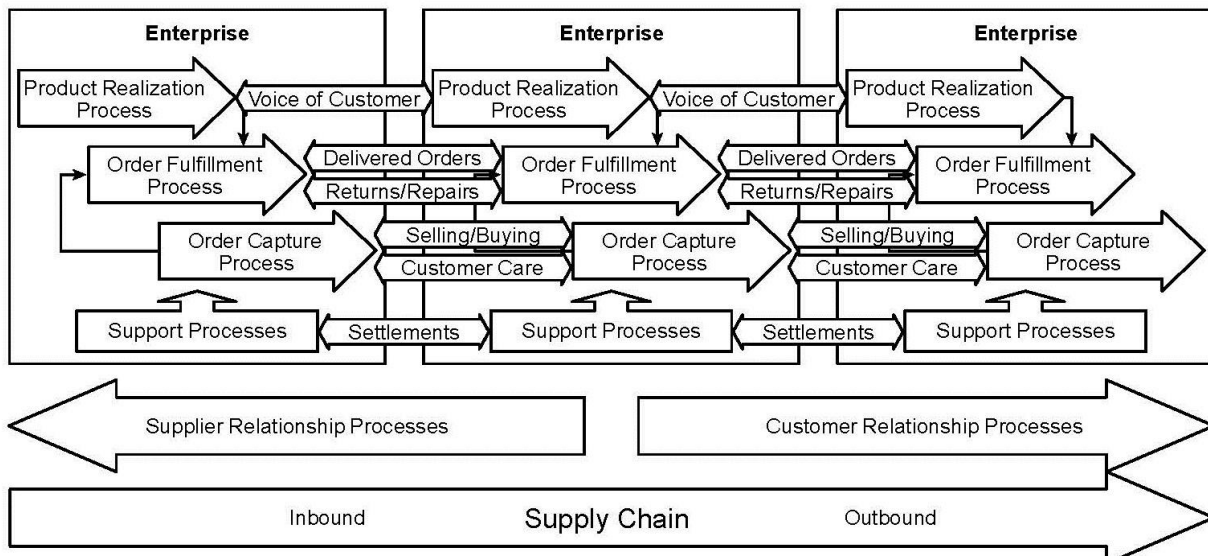 Enterprise
Enterprise
Enterprise
Product Realization
Process
Voice of Customer
Product Realization
Process
Voice of Customer
Product Realization
Process
Order Fulfillment
Process
Delivered Orders
Returns/Repairs
Order Fulfillment
Process
Delivered Orders
Returns/Repairs
Order Fulfillment
Process
Order Capture
Process
Selling/Buying
Customer Care
Order Capture
Process
Selling/Buying
Customer Care
Order Capture
Process
Support Processes
Settlements
Support Processes
Settlements
Support Processes
Supplier Relationship Processes
Customer Relationship Processes
Inbound
Supply Chain
Outbound